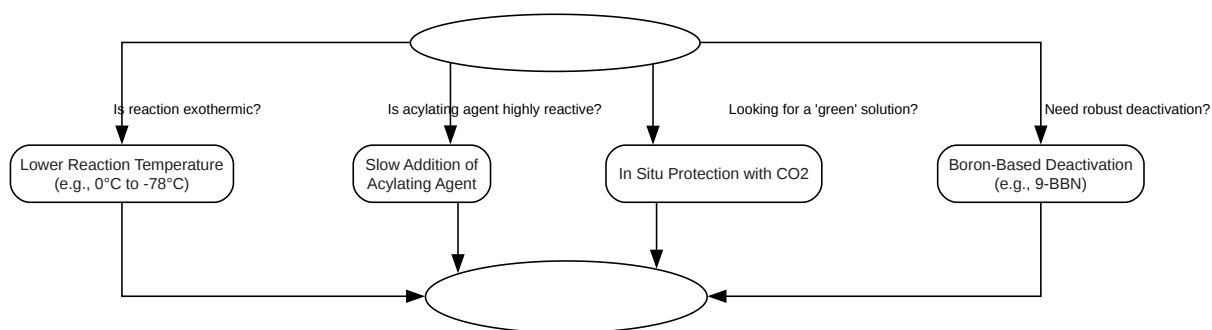 Is reaction exothermic?
Is acylating agent highly reactive?
Looking for a 'green' solution?
Need robust deactivation?
Lower Reaction Temperature
(e.g., 0°C to -78°C)
Slow Addition of
Acylating Agent
In Situ Protection with CO2
Boron-Based Deactivation
(e.g., 9-BBN)